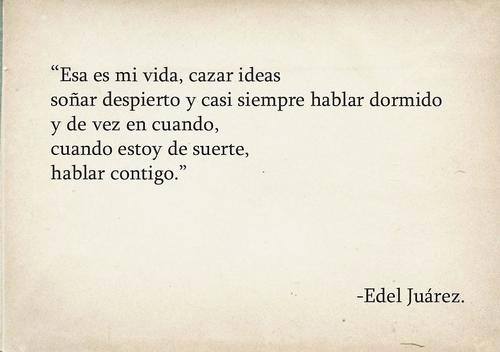 “Esa es mi vida, cazar ideas
soñar despierto y casi siempre hablar dormido
y de vez en cuando,
cuando estoy de suerte,
hablar contigo.”
-Edel Juárez.